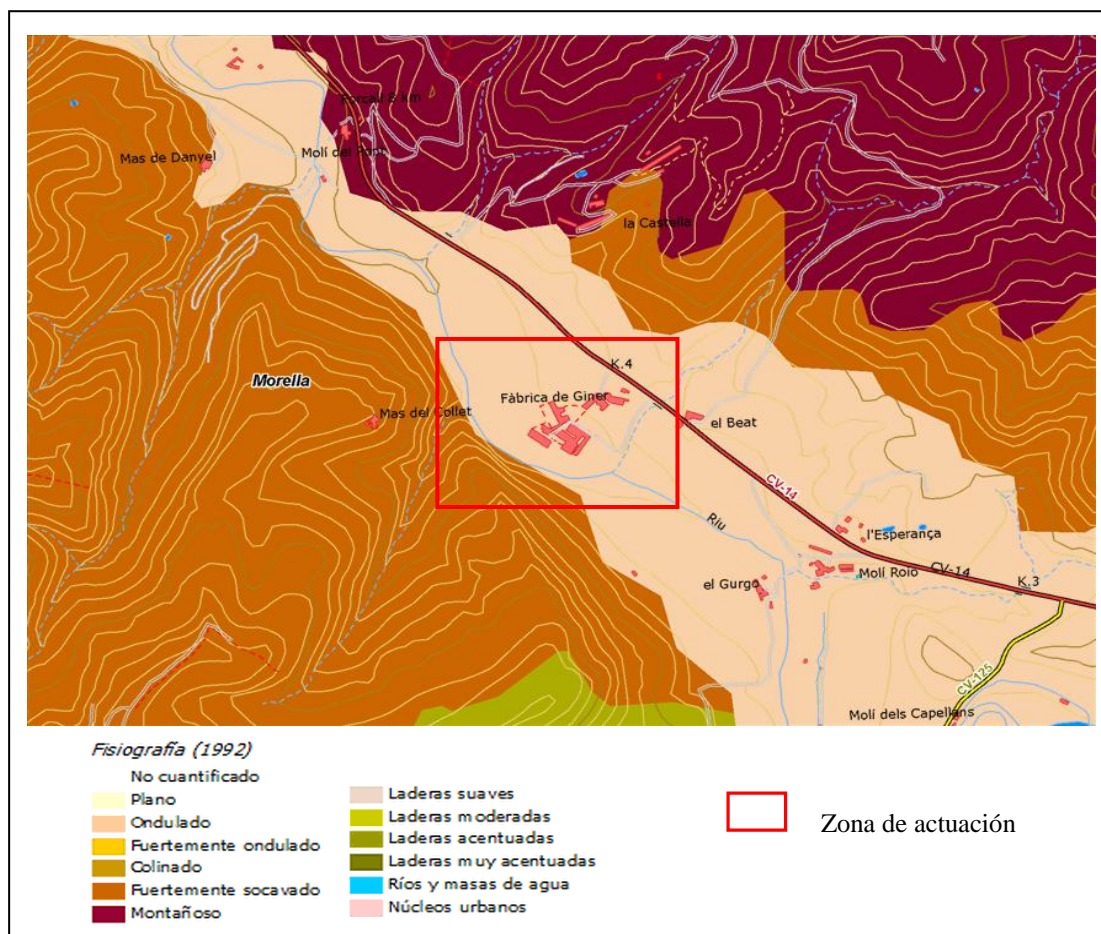 Forcall 8 km
Mas de Danyel
Molí del Pont
la Castella
Morella
Mas del Collet
Fàbrica de Giner
K.4
el Beat
CV-14
Riu
l'Esperança
el Gurgo
Molí Roio
CV-14
K.3
CV-125
Molí dels Capellans
Fisiografía (1992)
No cuantificado
Plano
Ondulado
Fuertemente ondulado
Colinado
Fuertemente socavado
Montañoso
Laderas suaves
Laderas moderadas
Laderas acentuadas
Laderas muy acentuadas
Ríos y masas de agua
Núcleos urbanos
Zona de actuación